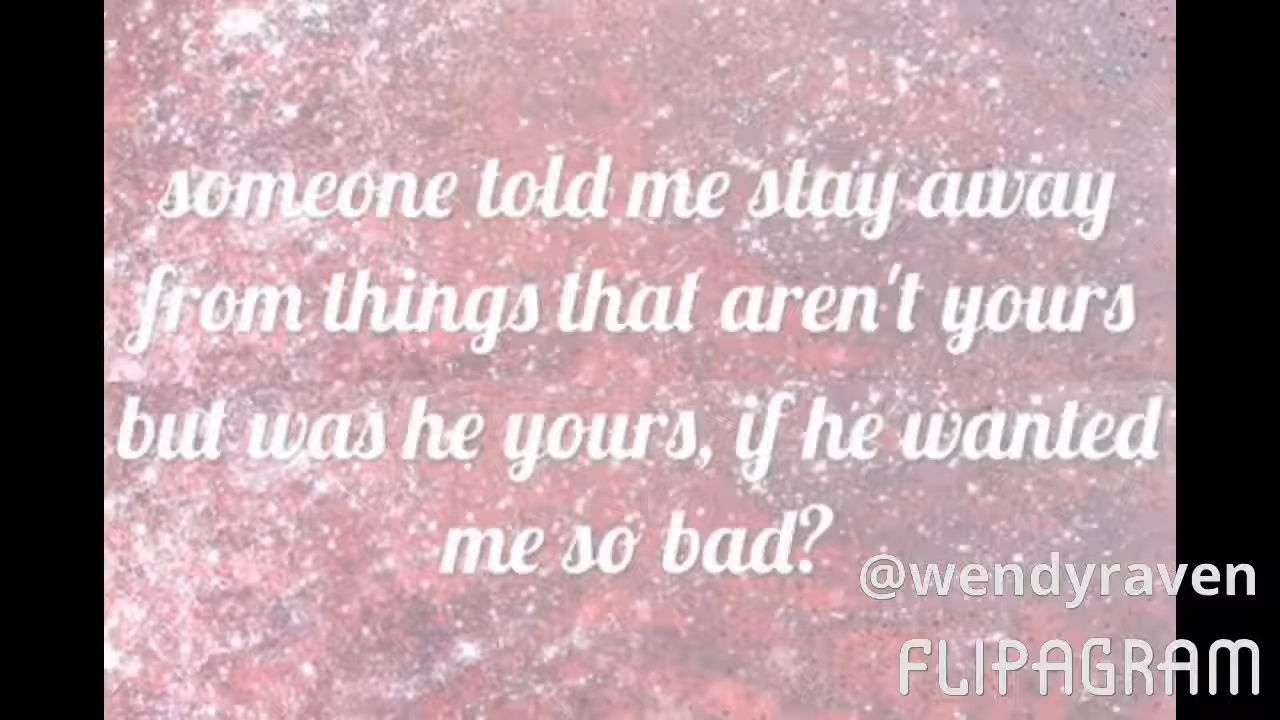 someone told me stay away
from things that aren't yours
but was he yours, if he wanted
me so bad?
@wendyraven
FLIPAGRAM